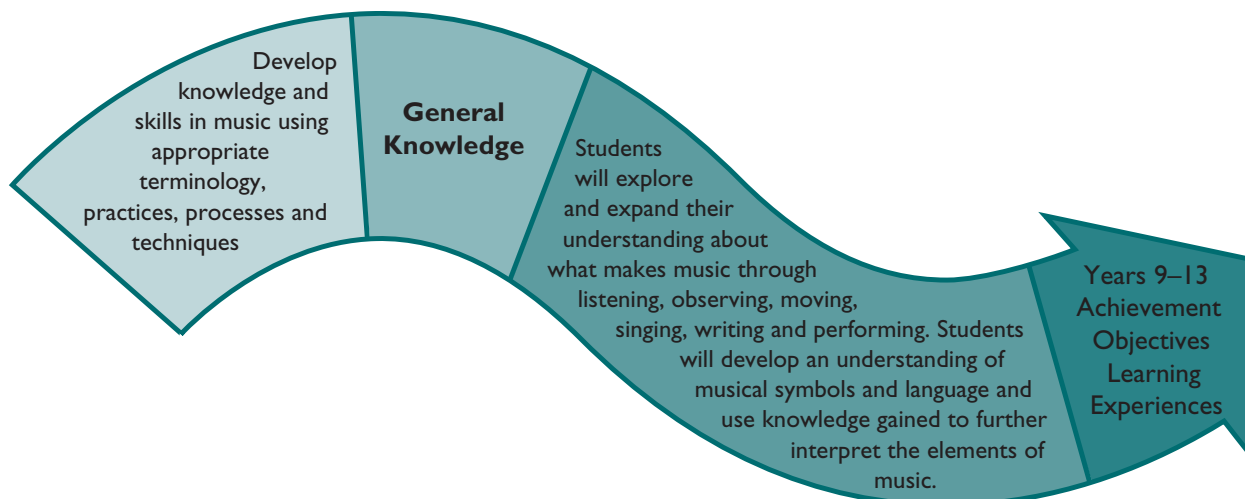 Develop
knowledge and
skills in music using
appropriate
terminology,
practices, processes and
techniques
General
Knowledge
Students
will explore
and expand their
understanding about
what makes music through
listening, observing, moving,
singing, writing and performing. Students
will develop an understanding of
musical symbols and language and
use knowledge gained to further
interpret the elements of
music.
Years 9–13
Achievement
Objectives
Learning
Experiences